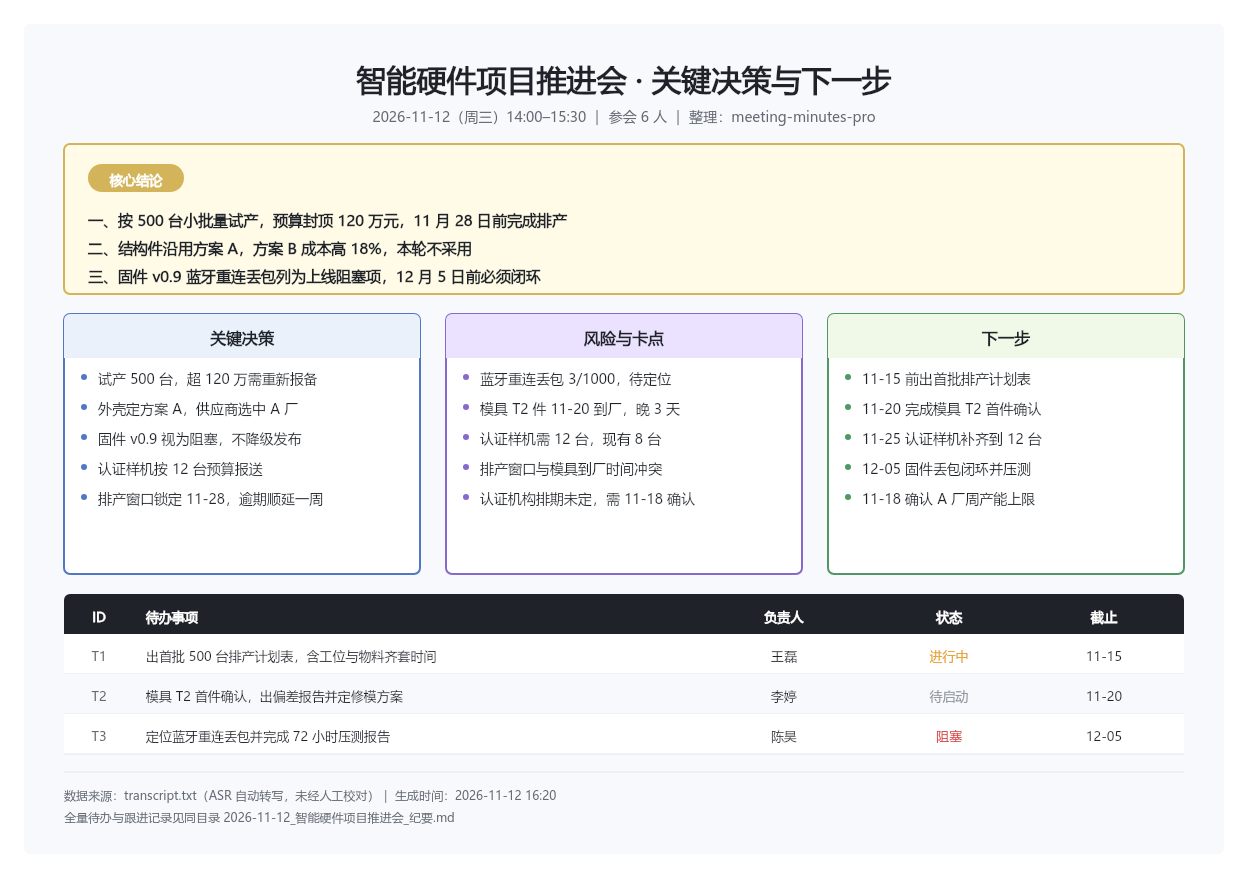 智能硬件项目推进会 · 关键决策与下一步
2026-11-12（周三）14:00–15:30 ｜ 参会 6 人 ｜ 整理：meeting-minutes-pro
核心结论
一、按 500 台小批量试产，预算封顶 120 万元，11 月 28 日前完成排产
二、结构件沿用方案 A，方案 B 成本高 18%，本轮不采用
三、固件 v0.9 蓝牙重连丢包列为上线阻塞项，12 月 5 日前必须闭环
关键决策
试产 500 台，超 120 万需重新报备
外壳定方案 A，供应商选中 A 厂
固件 v0.9 视为阻塞，不降级发布
认证样机按 12 台预算报送
排产窗口锁定 11-28，逾期顺延一周
风险与卡点
蓝牙重连丢包 3/1000，待定位
模具 T2 件 11-20 到厂，晚 3 天
认证样机需 12 台，现有 8 台
排产窗口与模具到厂时间冲突
认证机构排期未定，需 11-18 确认
下一步
11-15 前出首批排产计划表
11-20 完成模具 T2 首件确认
11-25 认证样机补齐到 12 台
12-05 固件丢包闭环并压测
11-18 确认 A 厂周产能上限
ID 待办事项 负责人 状态 截止
T1 出首批 500 台排产计划表，含工位与物料齐套时间 王磊 进行中 11-15
T2 模具 T2 首件确认，出偏差报告并定修模方案 李婷 待启动 11-20
T3 定位蓝牙重连丢包并完成 72 小时压测报告 陈昊 阻塞 12-05
数据来源：transcript.txt（ASR 自动转写，未经人工校对）｜ 生成时间：2026-11-12 16:20
全量待办与跟进记录见同目录 2026-11-12_智能硬件项目推进会_纪要.md